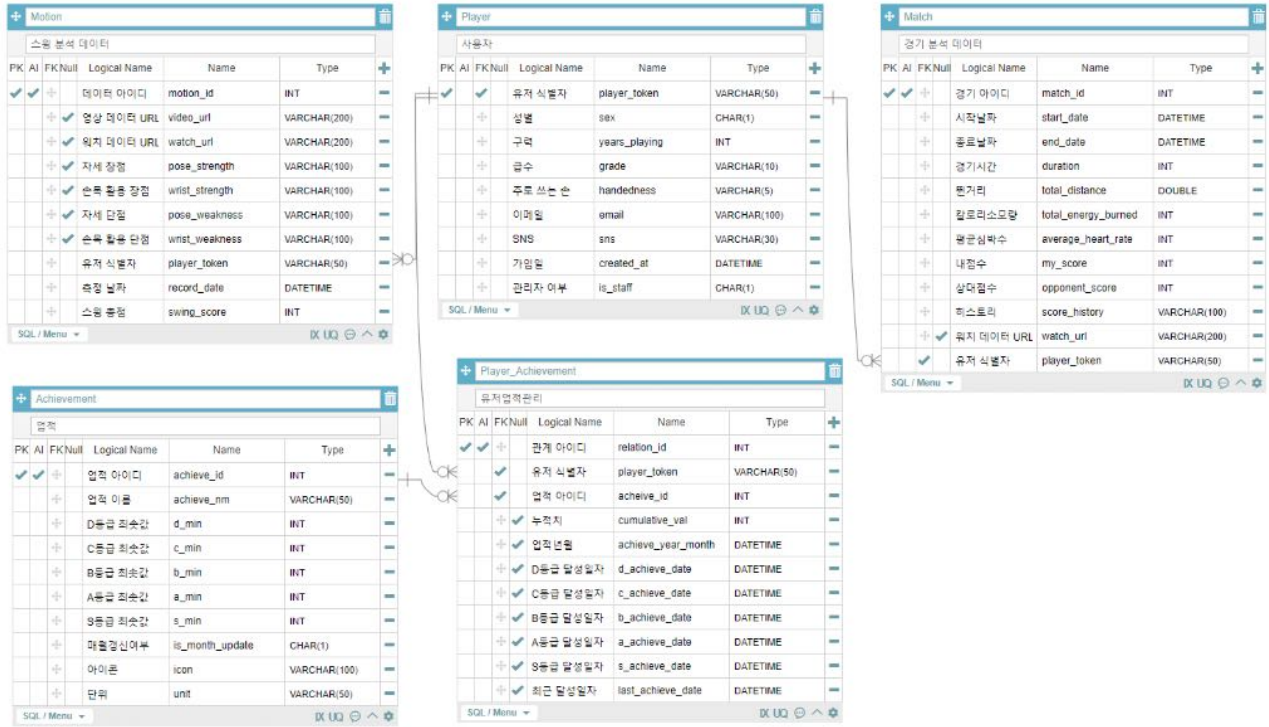 Motion
스윙 분석 데이터
PK AI FK Null Logical Name Name Type
데이터 아이디 motion_id INT
영상 데이터 URL video_url VARCHAR(200)
워치 데이터 URL watch_url VARCHAR(200)
자세 장점 pose_strength VARCHAR(100)
손목 활용 장점 wrist_strength VARCHAR(100)
자세 단점 pose_weakness VARCHAR(100)
손목 활용 단점 wrist_weakness VARCHAR(100)
유저 식별자 player_token VARCHAR(50)
측정 날짜 record_date DATETIME
스윙 총점 swing_score INT
SQL / Menu IX UQ
Player
사용자
PK AI FK Null Logical Name Name Type
유저 식별자 player_token VARCHAR(50)
성별 sex CHAR(1)
구력 years_playing INT
급수 grade VARCHAR(10)
주로 쓰는 손 handedness VARCHAR(5)
이메일 email VARCHAR(100)
SNS sns VARCHAR(30)
가입일 created_at DATETIME
관리자 여부 is_staff CHAR(1)
SQL / Menu IX UQ
Match
경기 분석 데이터
PK AI FK Null Logical Name Name Type
경기 아이디 match_id INT
시작날짜 start_date DATETIME
종료날짜 end_date DATETIME
경기시간 duration INT
뛴거리 total_distance DOUBLE
칼로리소모량 total_energy_burned INT
평균심박수 average_heart_rate INT
내점수 my_score INT
상대점수 opponent_score INT
히스토리 score_history VARCHAR(100)
워치 데이터 URL watch_url VARCHAR(200)
유저 식별자 player_token VARCHAR(50)
SQL / Menu IX UQ
Achievement
업적
PK AI FK Null Logical Name Name Type
업적 아이디 achieve_id INT
업적 이름 achieve_nm VARCHAR(50)
D등급 최솟값 d_min INT
C등급 최솟값 c_min INT
B등급 최솟값 b_min INT
A등급 최솟값 a_min INT
S등급 최솟값 s_min INT
매월갱신여부 is_month_update CHAR(1)
아이콘 icon VARCHAR(100)
단위 unit VARCHAR(50)
SQL / Menu IX UQ
Player_Achievement
유저업적관리
PK AI FK Null Logical Name Name Type
관계 아이디 relation_id INT
유저 식별자 player_token VARCHAR(50)
업적 아이디 acheive_id INT
누적치 cumulative_val INT
업적년월 achieve_year_month DATETIME
D등급 달성일자 d_achieve_date DATETIME
C등급 달성일자 c_achieve_date DATETIME
B등급 달성일자 b_achieve_date DATETIME
A등급 달성일자 a_achieve_date DATETIME
S등급 달성일자 s_achieve_date DATETIME
최근 달성일자 last_achieve_date DATETIME
SQL / Menu IX UQ